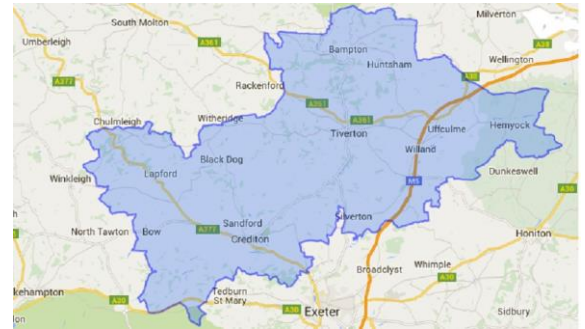 Milverton
South Molton
A38
Umberleigh
A361
Bampton
Huntsham
Wellington
A377
Rackenford
A38
A361
A361
Chulmleigh
Witheridge
Uffculme
Hemyock
Tiverton
Willand
Black Dog
Lapford
Dunkeswell
Winkleigh
M5
A30
Sandford
Silverton
North Tawton
Bow
A377
Crediton
Honiton
Broadclyst
Whimple
kehampton
Tedburn
St Mary
A30
A30
A30
Exeter
Sidbury
don